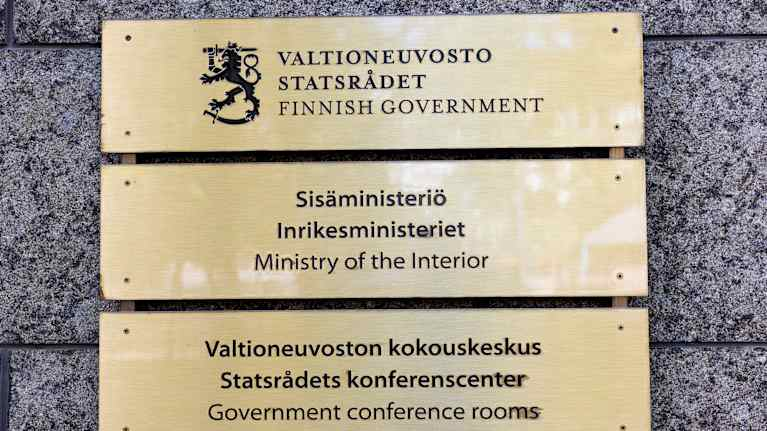 VALTIONEUVOSTO
STATSRÅDET
FINNISH GOVERNMENT
Sisäministeriö
Inrikesministeriet
Ministry of the Interior
Valtioneuvoston kokouskeskus
Statsrådets konferenscenter
Government conference rooms